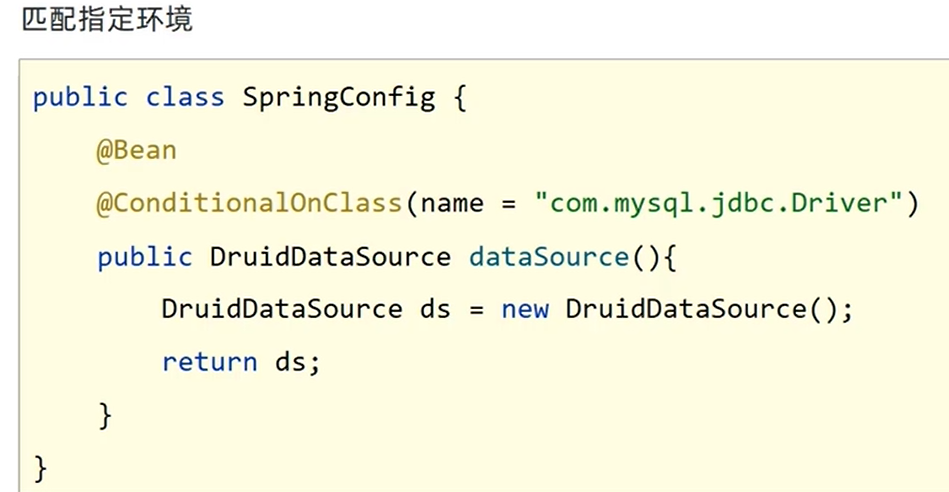 匹配指定环境
public class SpringConfig {
@Bean
@ConditionalOnClass(name = "com.mysql.jdbc.Driver")
public DruidDataSource dataSource(){
DruidDataSource ds = new DruidDataSource();
return ds;
}
}